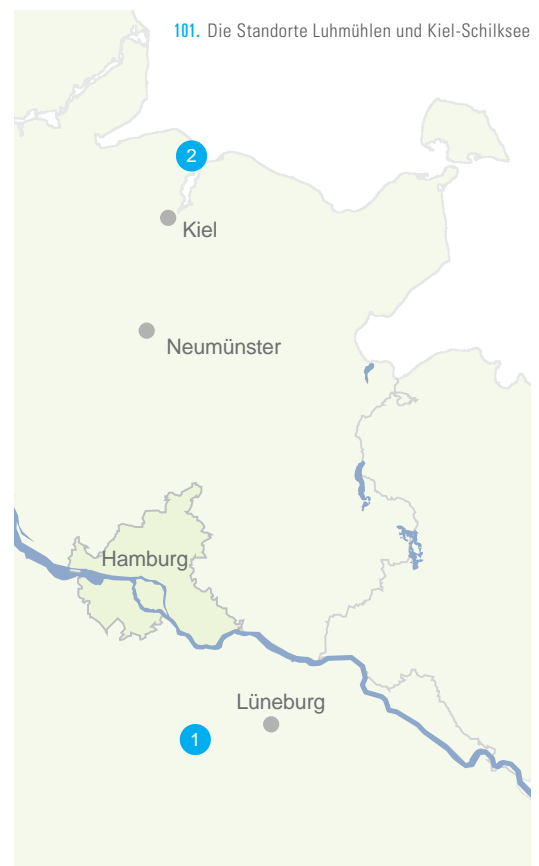 101. Die Standorte Luhmühlen und Kiel-Schilksee
2
Kiel
Neumünster
Hamburg
Lüneburg
1